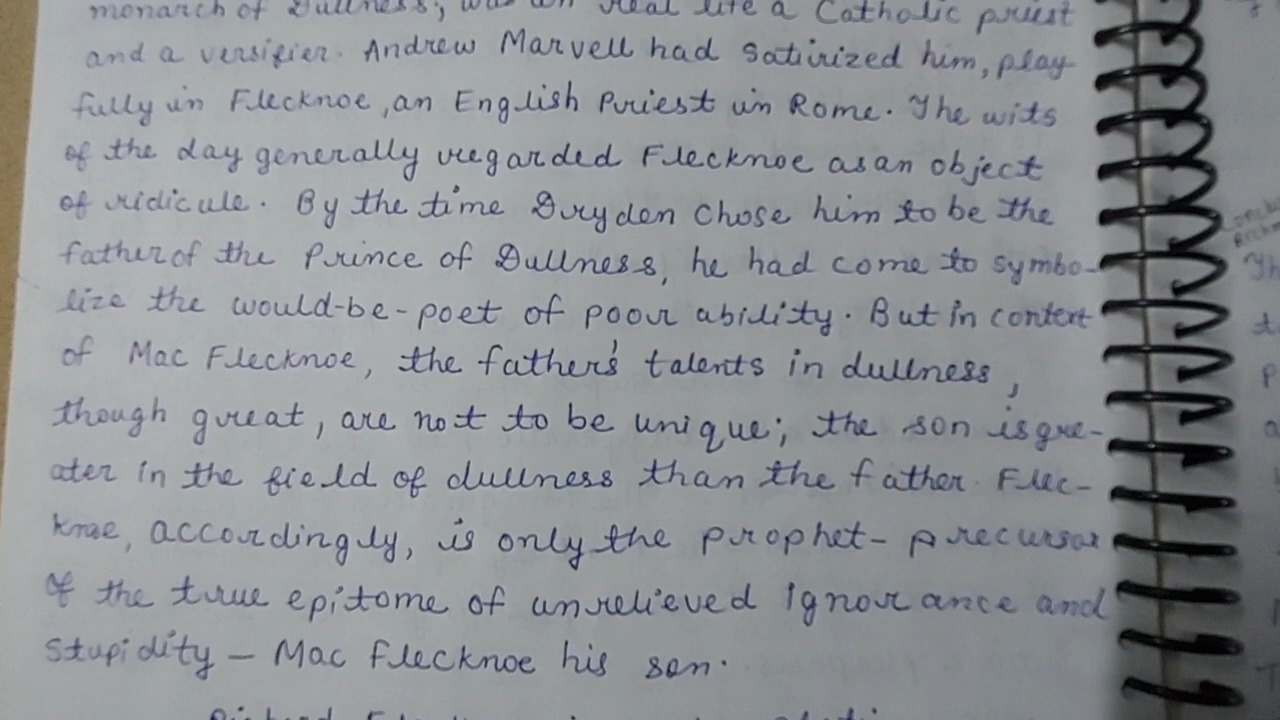 monarch of Dullness, was in real life a Catholic priest
and a versifier. Andrew Marvell had satirized him, play-
fully in Flecknoe, an English Priest in Rome. The wits
of the day generally regarded Flecknoe as an object
of ridicule. By the time Dryden chose him to be the
father of the Prince of Dullness, he had come to symbo-
lize the would-be-poet of poor ability. But in context
of Mac Flecknoe, the father's talents in dullness,
though great, are not to be unique; the son is gre-
ater in the field of dullness than the father. Flec-
knoe, accordingly, is only the prophet- precursor
of the true epitome of unrelieved ignorance and
stupidity – Mac Flecknoe his son.